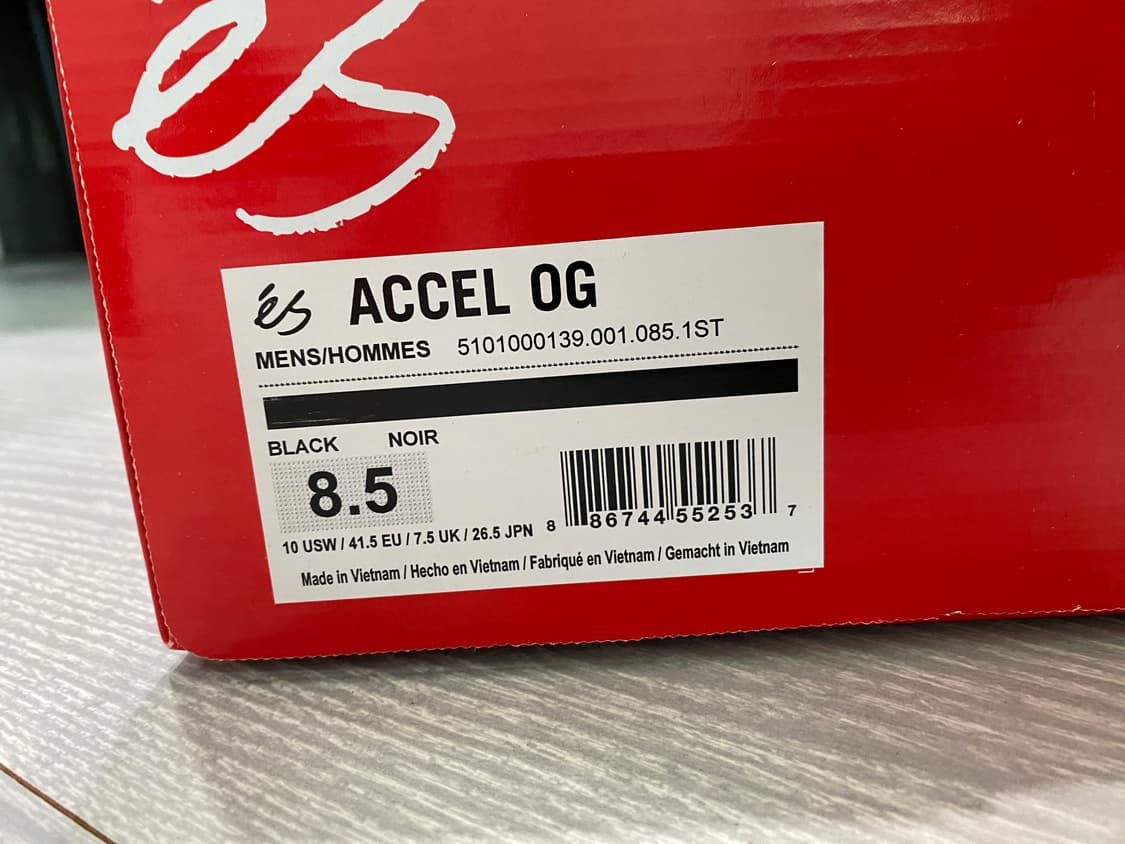 éS
éS ACCEL OG
MENS/HOMMES 5101000139.001.085.1ST
BLACK NOIR
8.5
10 USW / 41.5 EU / 7.5 UK / 26.5 JPN
8 86744 55253 7
Made in Vietnam / Hecho en Vietnam / Fabriqué en Vietnam / Gemacht in Vietnam